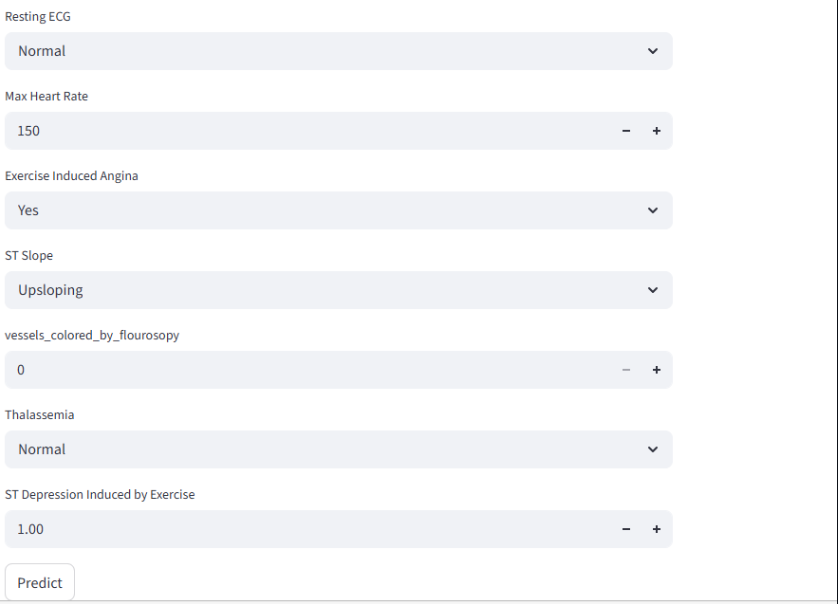 Resting ECG
Normal
Max Heart Rate
150
Exercise Induced Angina
Yes
ST Slope
Upsloping
vessels_colored_by_flourosopy
0
Thalassemia
Normal
ST Depression Induced by Exercise
1.00
Predict